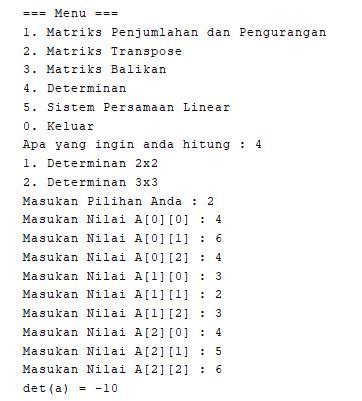 === Menu ===
1. Matriks Penjumlahan dan Pengurangan
2. Matriks Transpose
3. Matriks Balikan
4. Determinan
5. Sistem Persamaan Linear
0. Keluar
Apa yang ingin anda hitung : 4
1. Determinan 2x2
2. Determinan 3x3
Masukan Pilihan Anda : 2
Masukan Nilai A[0][0] : 4
Masukan Nilai A[0][1] : 6
Masukan Nilai A[0][2] : 4
Masukan Nilai A[1][0] : 3
Masukan Nilai A[1][1] : 2
Masukan Nilai A[1][2] : 3
Masukan Nilai A[2][0] : 4
Masukan Nilai A[2][1] : 5
Masukan Nilai A[2][2] : 6
det(a) = -10